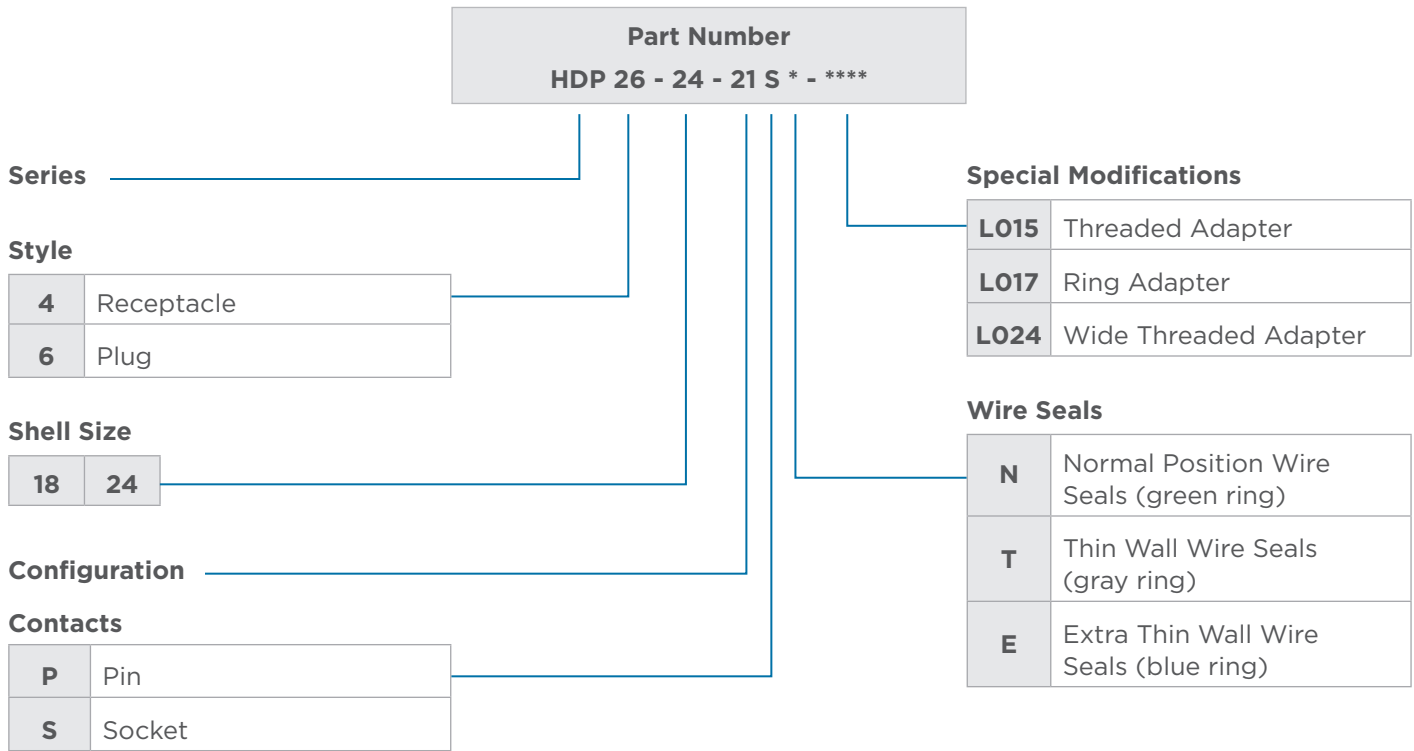 Part Number
HDP 26 - 24 - 21 S * - ****
Series
Style
4 Receptacle
6 Plug
Shell Size
18 24
Configuration
Contacts
P Pin
S Socket
Special Modifications
L015 Threaded Adapter
L017 Ring Adapter
L024 Wide Threaded Adapter
Wire Seals
N Normal Position Wire
Seals (green ring)
T Thin Wall Wire Seals
(gray ring)
E Extra Thin Wall Wire
Seals (blue ring)